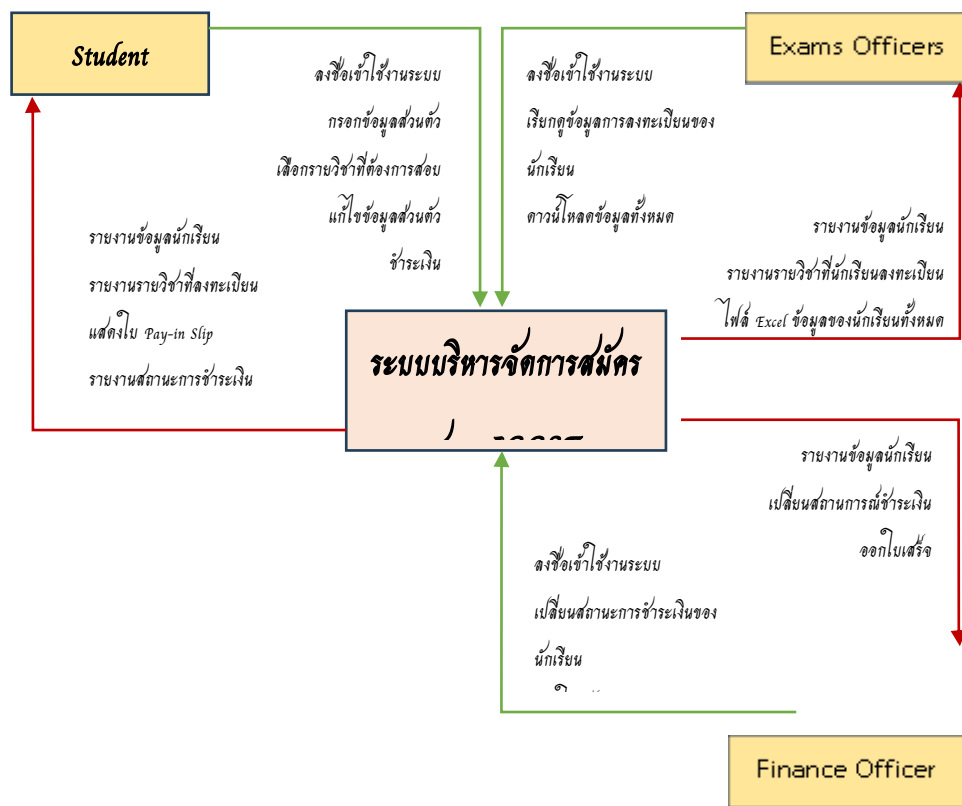 Student
Exams Officers
ลงชื่อเข้าใช้งานระบบ
กรอกข้อมูลส่วนตัว
เลือกรายวิชาที่ต้องการสอบ
แก้ไขข้อมูลส่วนตัว
ชำระเงิน
ลงชื่อเข้าใช้งานระบบ
เรียกดูข้อมูลการลงทะเบียนของ
นักเรียน
ดาวน์โหลดข้อมูลทั้งหมด
รายงานข้อมูลนักเรียน
รายงานรายวิชาที่ลงทะเบียน
แสดงใบ Pay-in Slip
รายงานสถานะการชำระเงิน
รายงานข้อมูลนักเรียน
รายงานรายวิชาที่นักเรียนลงทะเบียน
ไฟล์ Excel ข้อมูลของนักเรียนทั้งหมด
ระบบบริหารจัดการสมัคร
รายงานข้อมูลนักเรียน
เปลี่ยนสถานการณ์ชำระเงิน
ออกใบเสร็จ
ลงชื่อเข้าใช้งานระบบ
เปลี่ยนสถานะการชำระเงินของ
นักเรียน
Finance Officer